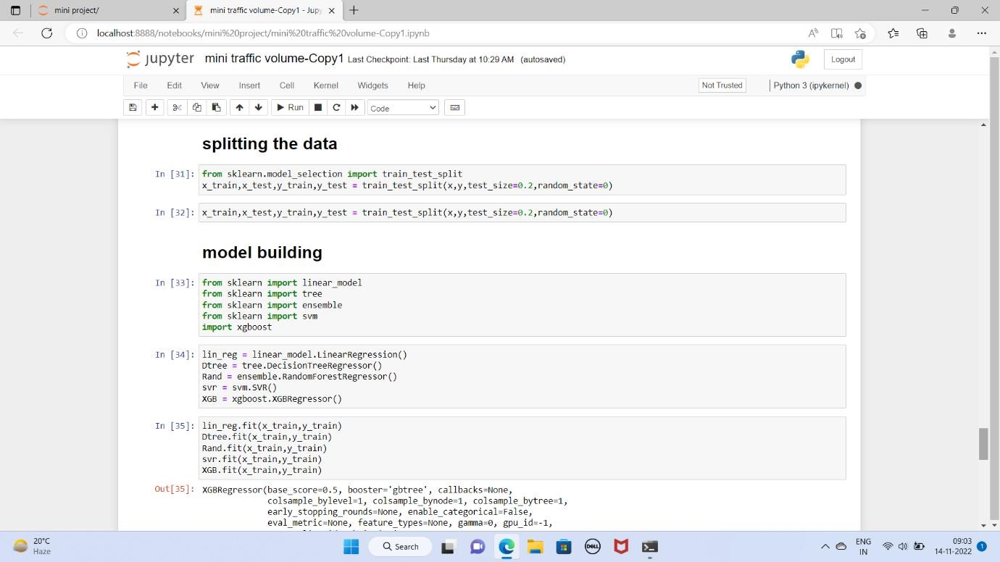 mini project/
mini traffic volume-Copy1 - Jupy
localhost:8888/notebooks/mini%20project/mini%20traffic%20volume-Copy1.ipynb
jupyter mini traffic volume-Copy1 Last Checkpoint: Last Thursday at 10:29 AM (autosaved)
Logout
File Edit View Insert Cell Kernel Widgets Help
Not Trusted
Python 3 (ipykernel)
Run
Code
splitting the data
In [31]: from sklearn.model_selection import train_test_split
x_train,x_test,y_train,y_test = train_test_split(x,y,test_size=0.2,random_state=0)
In [32]: x_train,x_test,y_train,y_test = train_test_split(x,y,test_size=0.2,random_state=0)
model building
In [33]: from sklearn import linear_model
from sklearn import tree
from sklearn import ensemble
from sklearn import svm
import xgboost
In [34]: lin_reg = linear_model.LinearRegression()
Dtree = tree.DecisionTreeRegressor()
Rand = ensemble.RandomForestRegressor()
svr = svm.SVR()
XGB = xgboost.XGBRegressor()
In [35]: lin_reg.fit(x_train,y_train)
Dtree.fit(x_train,y_train)
Rand.fit(x_train,y_train)
svr.fit(x_train,y_train)
XGB.fit(x_train,y_train)
Out[35]: XGBRegressor(base_score=0.5, booster='gbtree', callbacks=None,
colsample_bylevel=1, colsample_bynode=1, colsample_bytree=1,
early_stopping_rounds=None, enable_categorical=False,
eval_metric=None, feature_types=None, gamma=0, gpu_id=-1,
20°C
Haze
Search
DELL
ENG
IN
09:03
14-11-2022
1